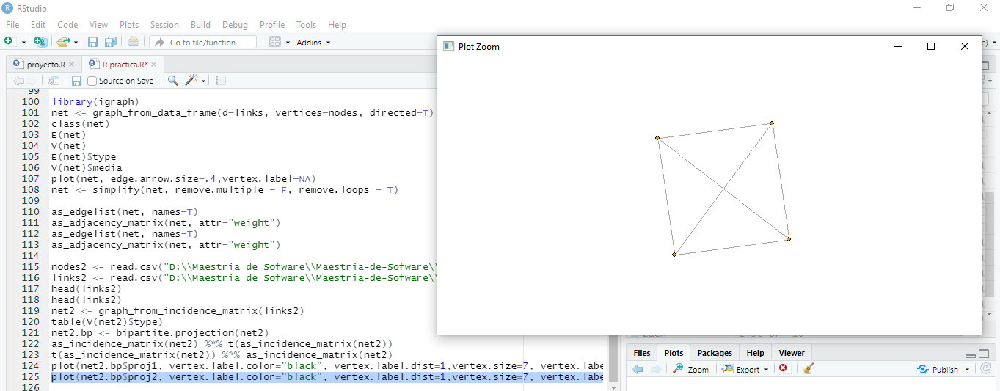 RStudio
File Edit Code View Plots Session Build Debug Profile Tools Help
Go to file/function
Addins
Plot Zoom
proyecto.R
R practica.R*
Source on Save
99
100 library(igraph)
101 net <- graph_from_data_frame(d=links, vertices=nodes, directed=T)
102 class(net)
103 E(net)
104 V(net)
105 E(net)$type
106 V(net)$media
107 plot(net, edge.arrow.size=.4,vertex.label=NA)
108 net <- simplify(net, remove.multiple = F, remove.loops = T)
109
110 as_edgelist(net, names=T)
111 as_adjacency_matrix(net, attr="weight")
112 as_edgelist(net, names=T)
113 as_adjacency_matrix(net, attr="weight")
114
115 nodes2 <- read.csv("D:\\Maestria de Sofware\\Maestria-de-Sofware\\
116 links2 <- read.csv("D:\\Maestria de Sofware\\Maestria-de-Sofware\\
117 head(links2)
118 head(links2)
119 net2 <- graph_from_incidence_matrix(links2)
120 table(V(net2)$type)
121 net2.bp <- bipartite.projection(net2)
122 as_incidence_matrix(net2) %*% t(as_incidence_matrix(net2))
123 t(as_incidence_matrix(net2)) %*% as_incidence_matrix(net2)
124 plot(net2.bp$proj1, vertex.label.color="black", vertex.label.dist=1,vertex.size=7, vertex.labe
125 plot(net2.bp$proj2, vertex.label.color="black", vertex.label.dist=1,vertex.size=7, vertex.labe
126
Files Plots Packages Help Viewer
Zoom Export Publish